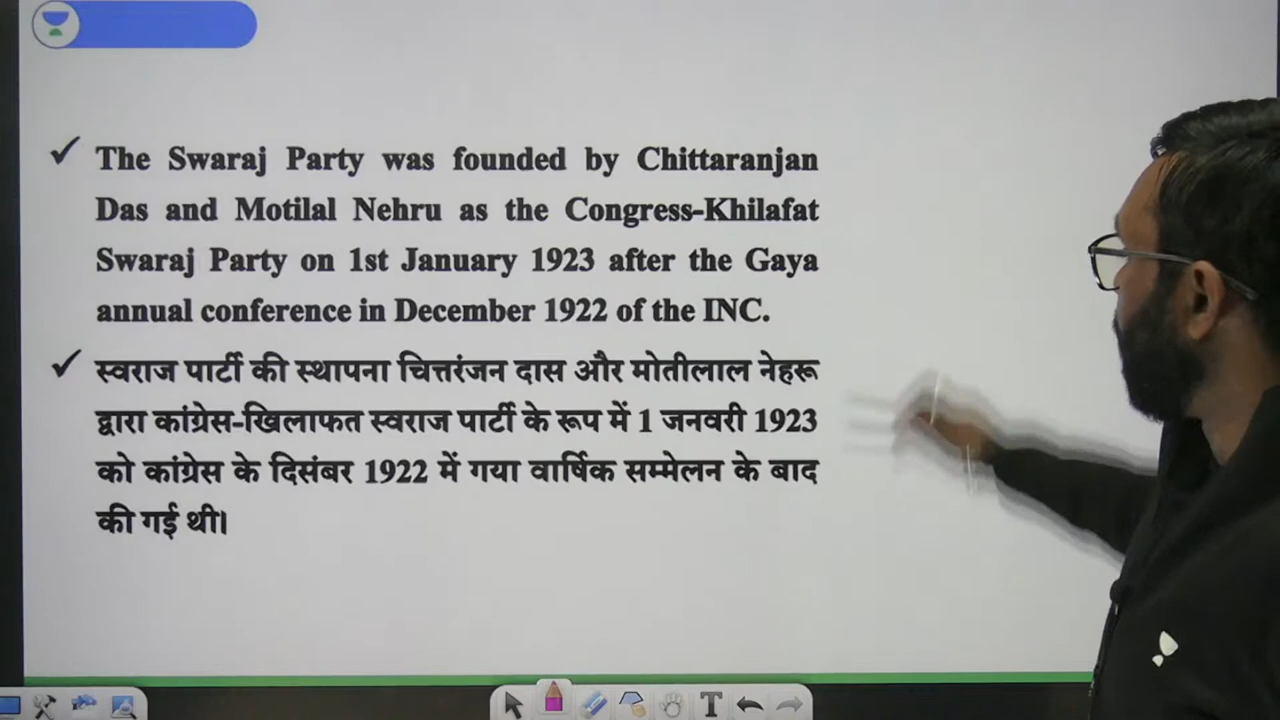 The Swaraj Party was founded by Chittaranjan
Das and Motilal Nehru as the Congress-Khilafat
Swaraj Party on 1st January 1923 after the Gaya
annual conference in December 1922 of the INC.
स्वराज पार्टी की स्थापना चित्तरंजन दास और मोतीलाल नेहरू
द्वारा कांग्रेस-खिलाफत स्वराज पार्टी के रूप में 1 जनवरी 1923
को कांग्रेस के दिसंबर 1922 में गया वार्षिक सम्मेलन के बाद
की गई थी।
T